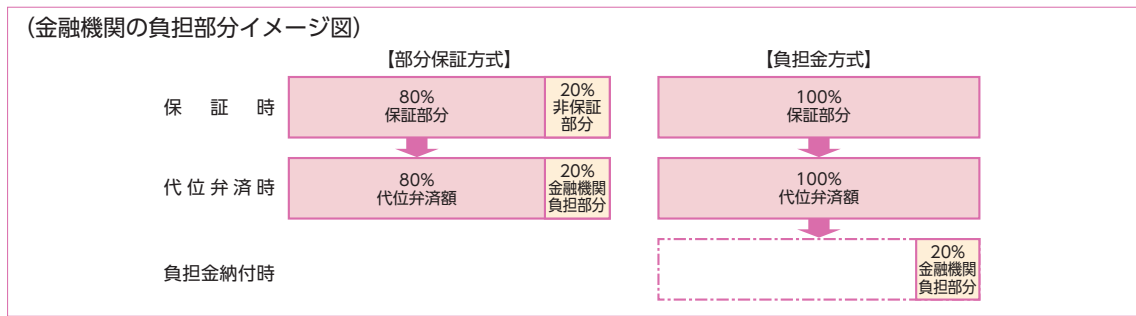 (金融機関の負担部分イメージ図)
【部分保証方式】
【負担金方式】
保証時
80%
保証部分
20%
非保証
部分
100%
保証部分
代位弁済時
80%
代位弁済額
20%
金融機関
負担部分
100%
代位弁済額
負担金納付時
20%
金融機関
負担部分